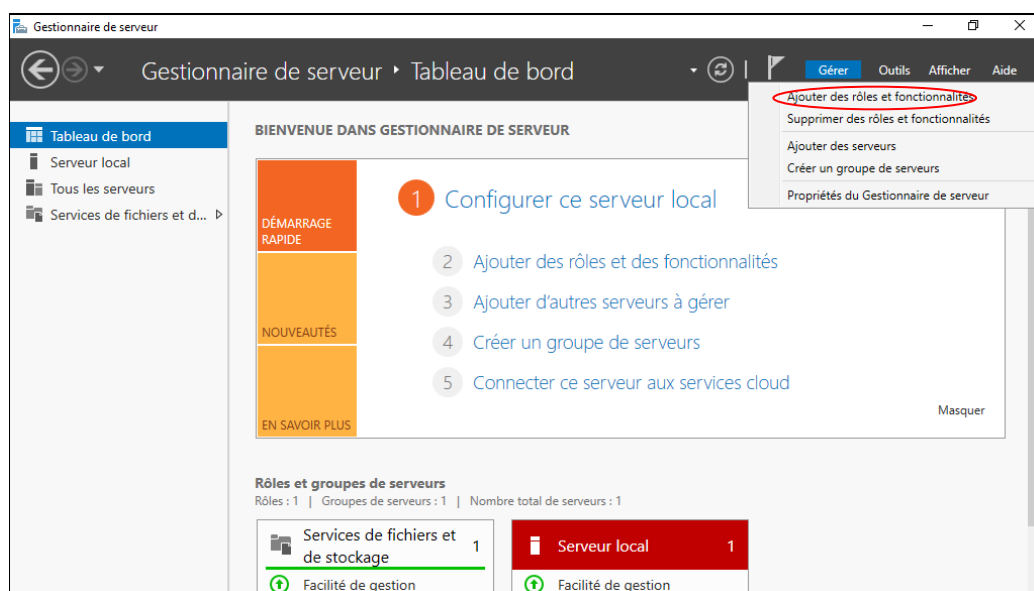 Gestionnaire de serveur
Gestionnaire de serveur ‣ Tableau de bord
Gérer Outils Afficher Aide
Ajouter des rôles et fonctionnalités
Supprimer des rôles et fonctionnalités
Ajouter des serveurs
Créer un groupe de serveurs
Propriétés du Gestionnaire de serveur
Tableau de bord
Serveur local
Tous les serveurs
Services de fichiers et d...
BIENVENUE DANS GESTIONNAIRE DE SERVEUR
DÉMARRAGE
RAPIDE
NOUVEAUTÉS
EN SAVOIR PLUS
1 Configurer ce serveur local
2 Ajouter des rôles et des fonctionnalités
3 Ajouter d'autres serveurs à gérer
4 Créer un groupe de serveurs
5 Connecter ce serveur aux services cloud
Masquer
Rôles et groupes de serveurs
Rôles : 1 | Groupes de serveurs : 1 | Nombre total de serveurs : 1
Services de fichiers et
de stockage
1
Facilité de gestion
Serveur local 1
Facilité de gestion